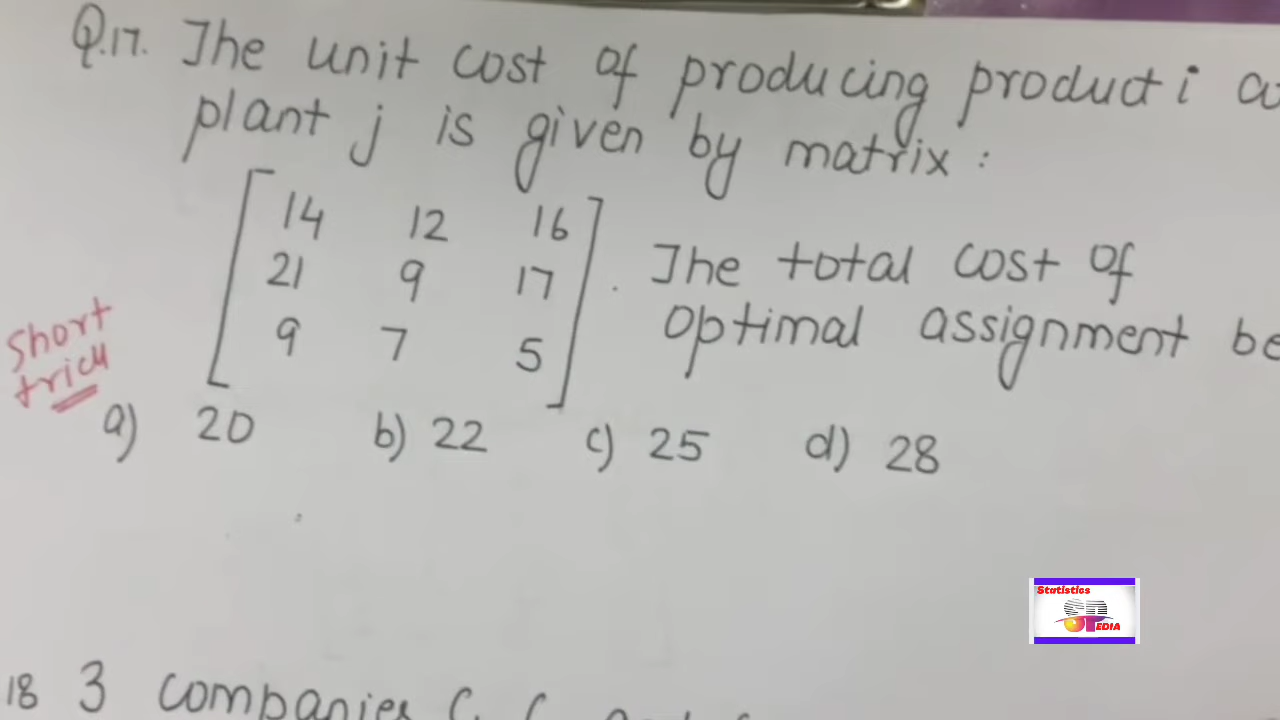 Q.17. The unit cost of producing product i
plant j is given by matrix :
14 12 16
21 9 17
9 7 5
. The total cost of
optimal assignment be
short
trick
a) 20 b) 22 c) 25 d) 28
Statistics
PEDIA
18 3 companies